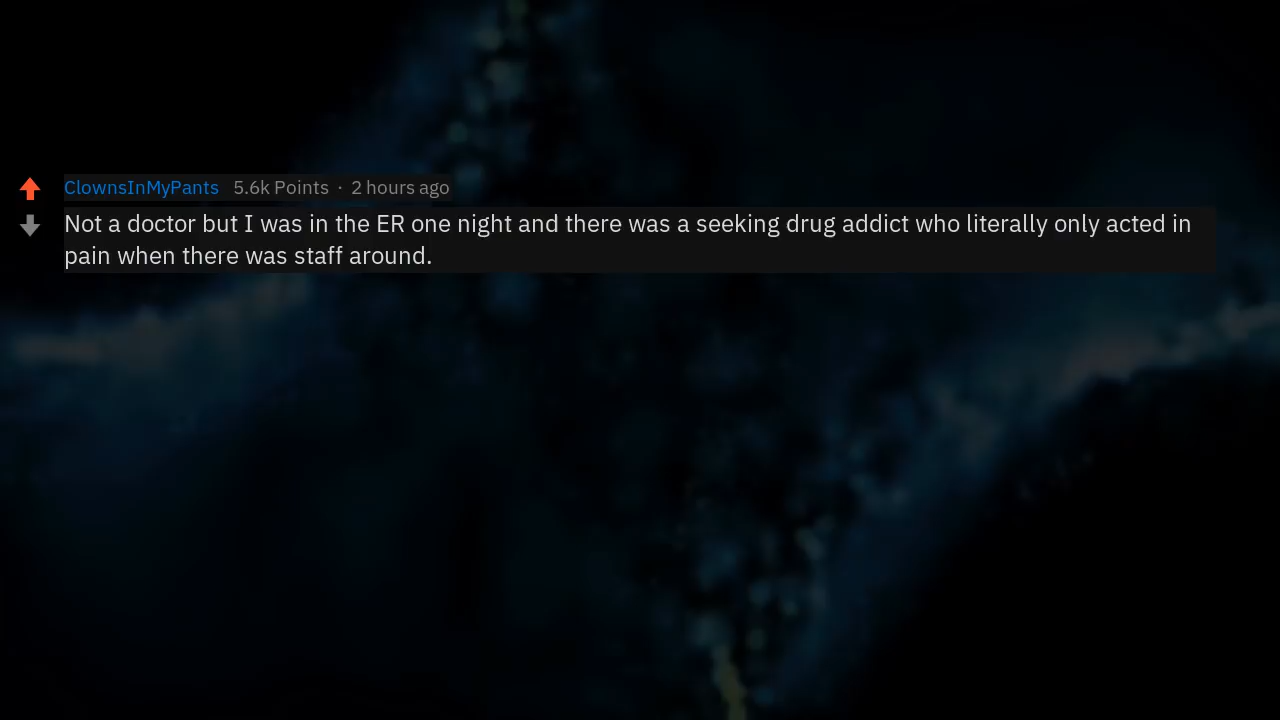 ClownsInMyPants 5.6k Points · 2 hours ago
Not a doctor but I was in the ER one night and there was a seeking drug addict who literally only acted in
pain when there was staff around.